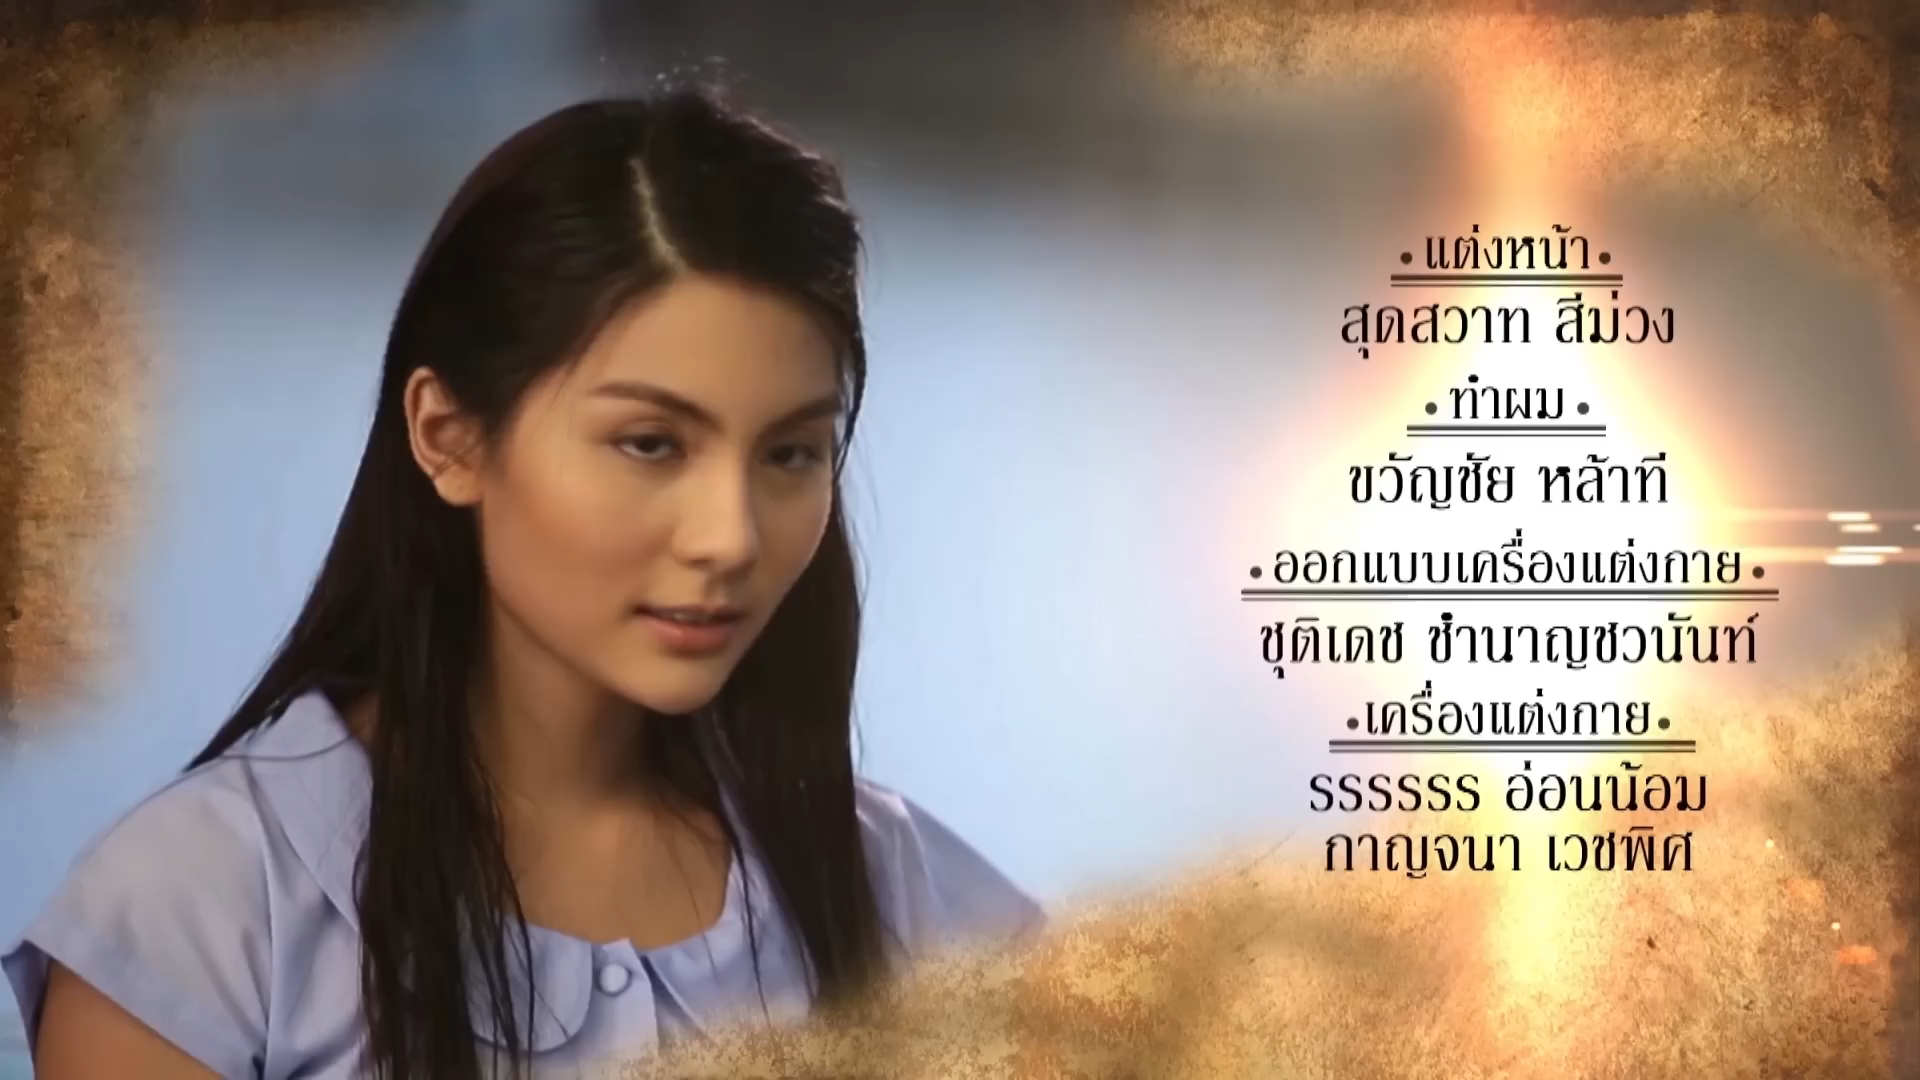 • แต่งหน้า •
สุดสวาท สีม่วง
• ทำผม •
ขวัญชัย หล้าที
• ออกแบบเครื่องแต่งกาย •
ชุติเดช ชำนาญชวนันท์
• เครื่องแต่งกาย •
รรรรรร อ่อนน้อม
กาญจนา เวชพิศ